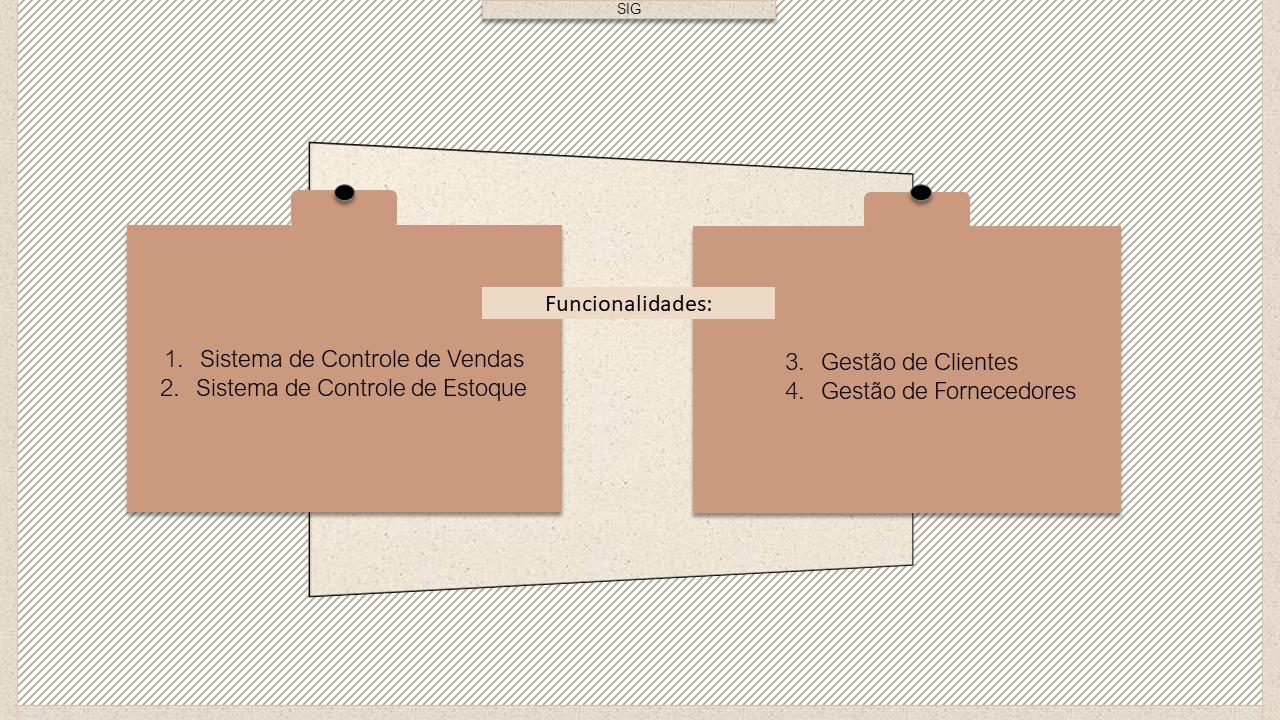 SIG
Funcionalidades:
1. Sistema de Controle de Vendas
2. Sistema de Controle de Estoque
3. Gestão de Clientes
4. Gestão de Fornecedores